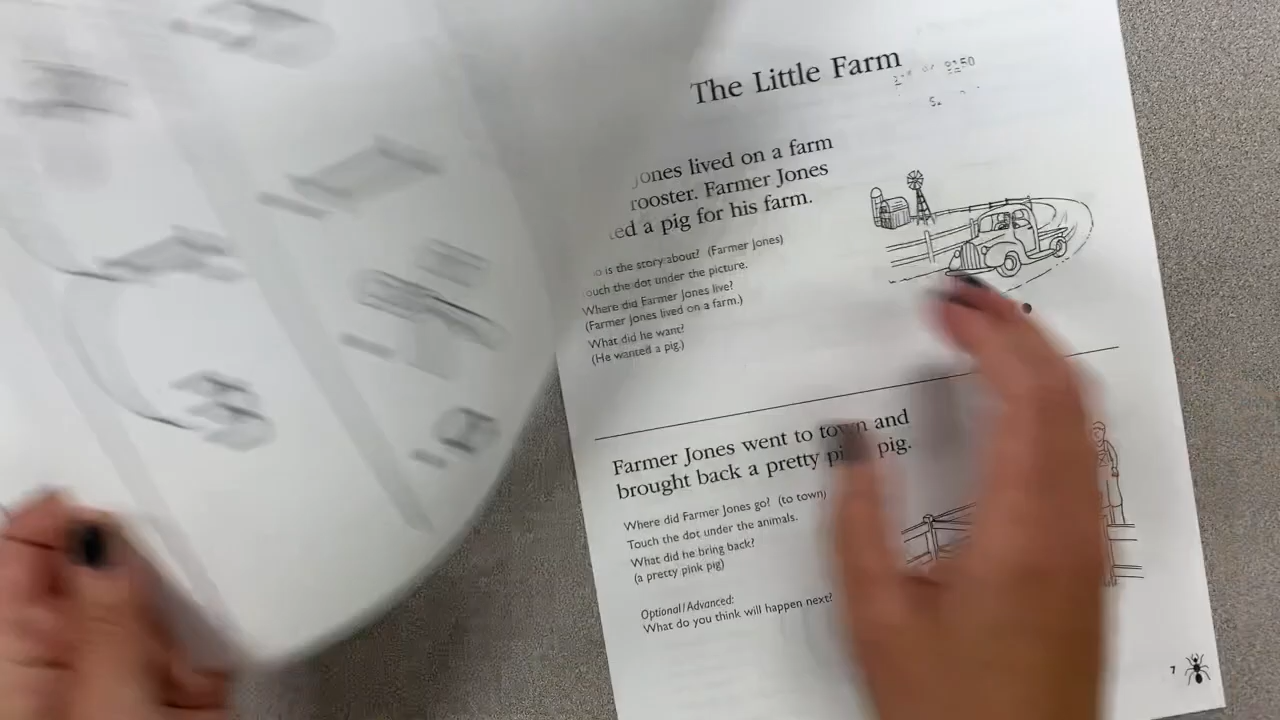 The Little Farm
Jones lived on a farm
rooster. Farmer Jones
ed a pig for his farm.
is the story about? (Farmer Jones)
ouch the dot under the picture.
Where did Farmer Jones live?
(Farmer Jones lived on a farm.)
What did he want?
(He wanted a pig.)
Farmer Jones went to town and
brought back a pretty pig.
Where did Farmer Jones go? (to town)
Touch the dot under the animals.
What did he bring back?
(a pretty pink pig)
Optional/Advanced:
What do you think will happen next?
7